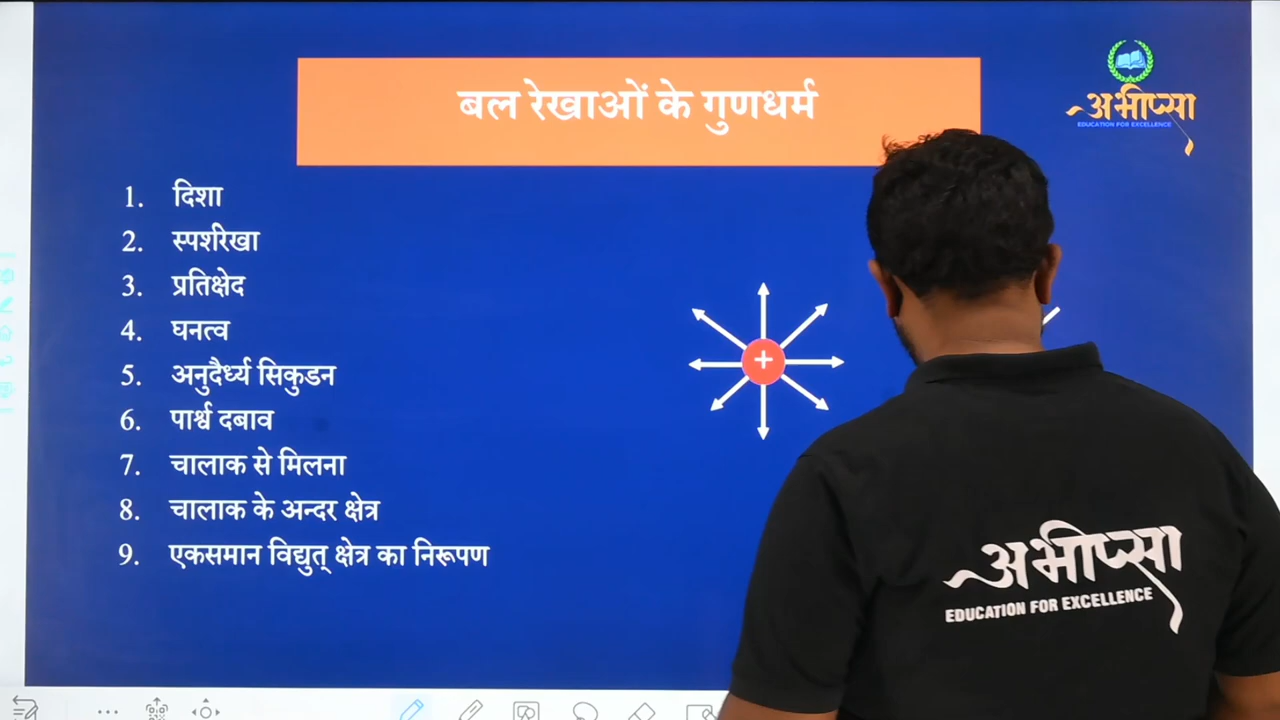 बल रेखाओं के गुणधर्म
अभीप्सा
EDUCATION FOR EXCELLENCE
1. दिशा
2. स्पर्शरेखा
3. प्रतिक्षेद
4. घनत्व
5. अनुदैर्ध्य सिकुडन
6. पार्श्व दबाव
7. चालाक से मिलना
8. चालाक के अन्दर क्षेत्र
9. एकसमान विद्युत् क्षेत्र का निरूपण
+
अभीप्सा
EDUCATION FOR EXCELLENCE